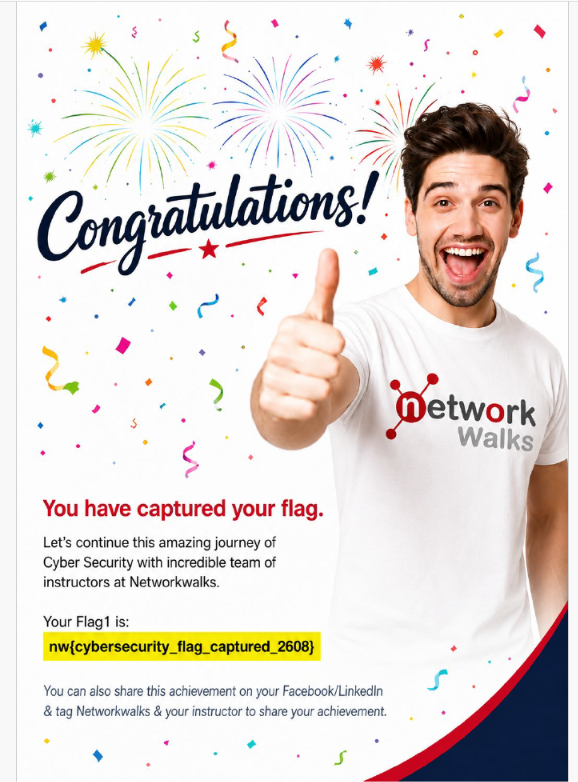 Congratulations!
network
Walks
You have captured your flag.
Let's continue this amazing journey of
Cyber Security with incredible team of
instructors at Networkwalks.
Your Flag1 is:
nw{cybersecurity_flag_captured_2608}
You can also share this achievement on your Facebook/LinkedIn
& tag Networkwalks & your instructor to share your achievement.